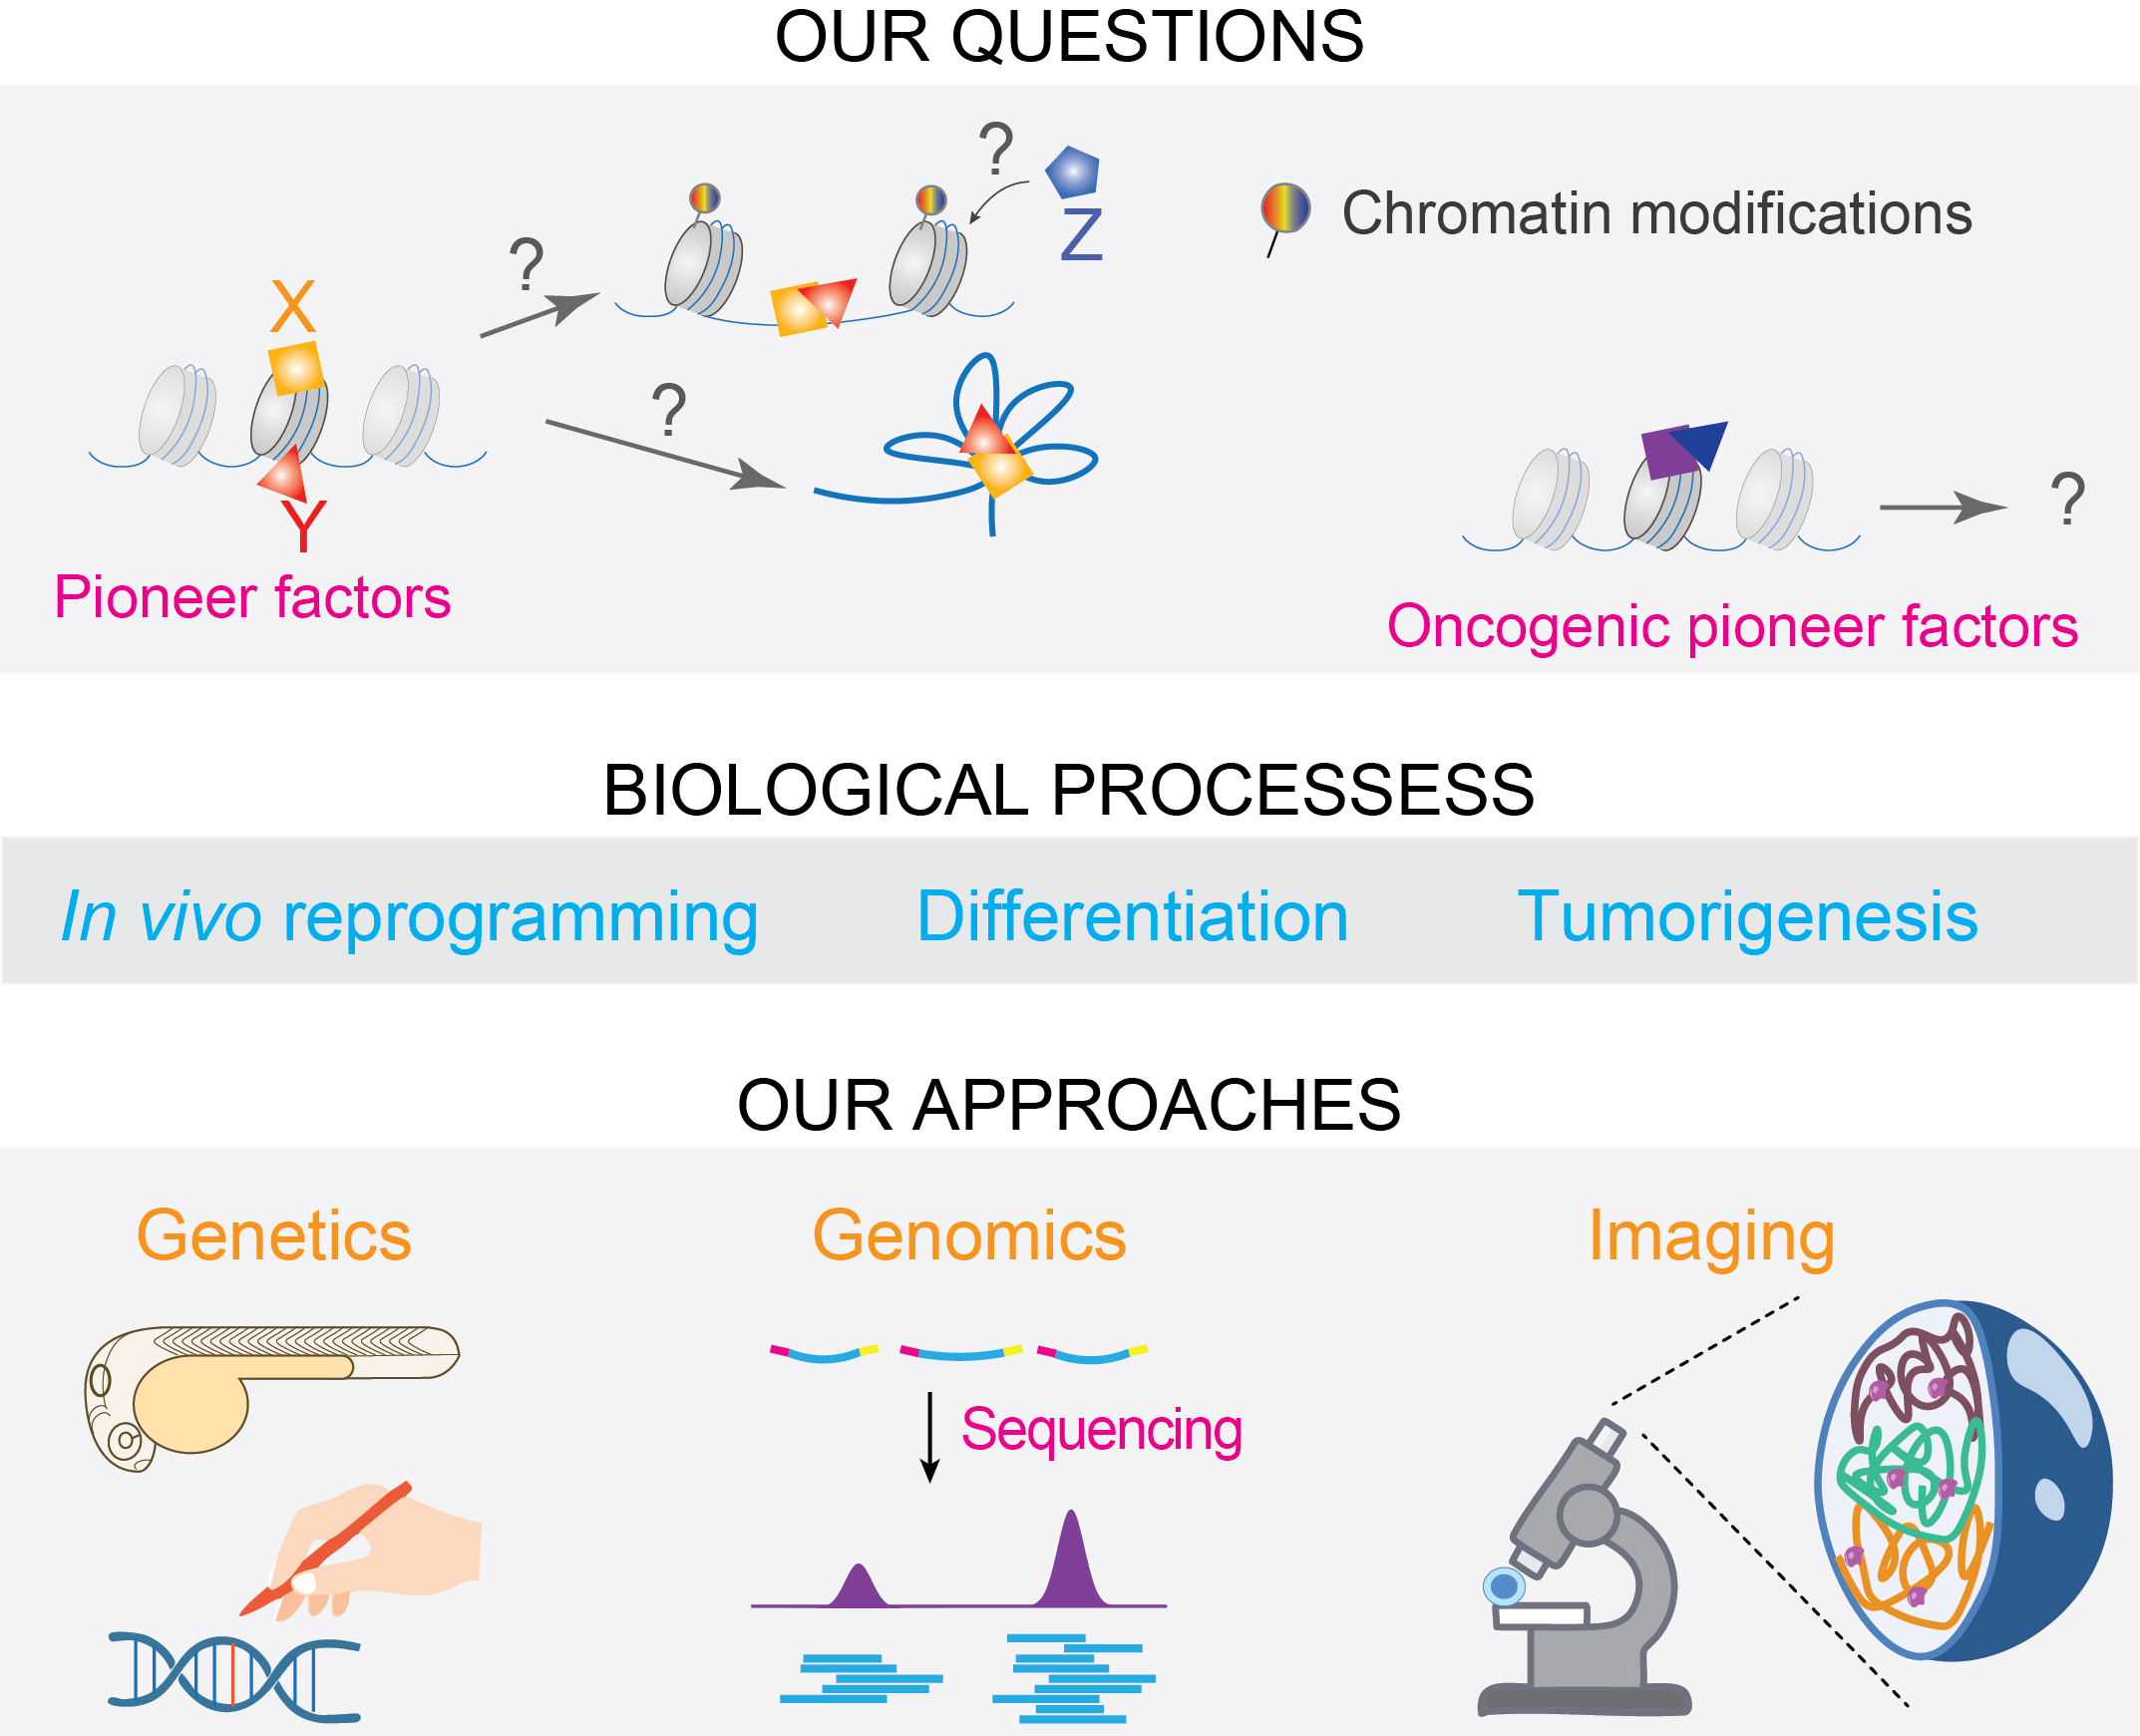 OUR QUESTIONS
?
Z
Chromatin modifications
?
X
?
Y
?
Pioneer factors
Oncogenic pioneer factors
BIOLOGICAL PROCESSESS
In vivo reprogramming
Differentiation
Tumorigenesis
OUR APPROACHES
Genetics
Genomics
Imaging
Sequencing